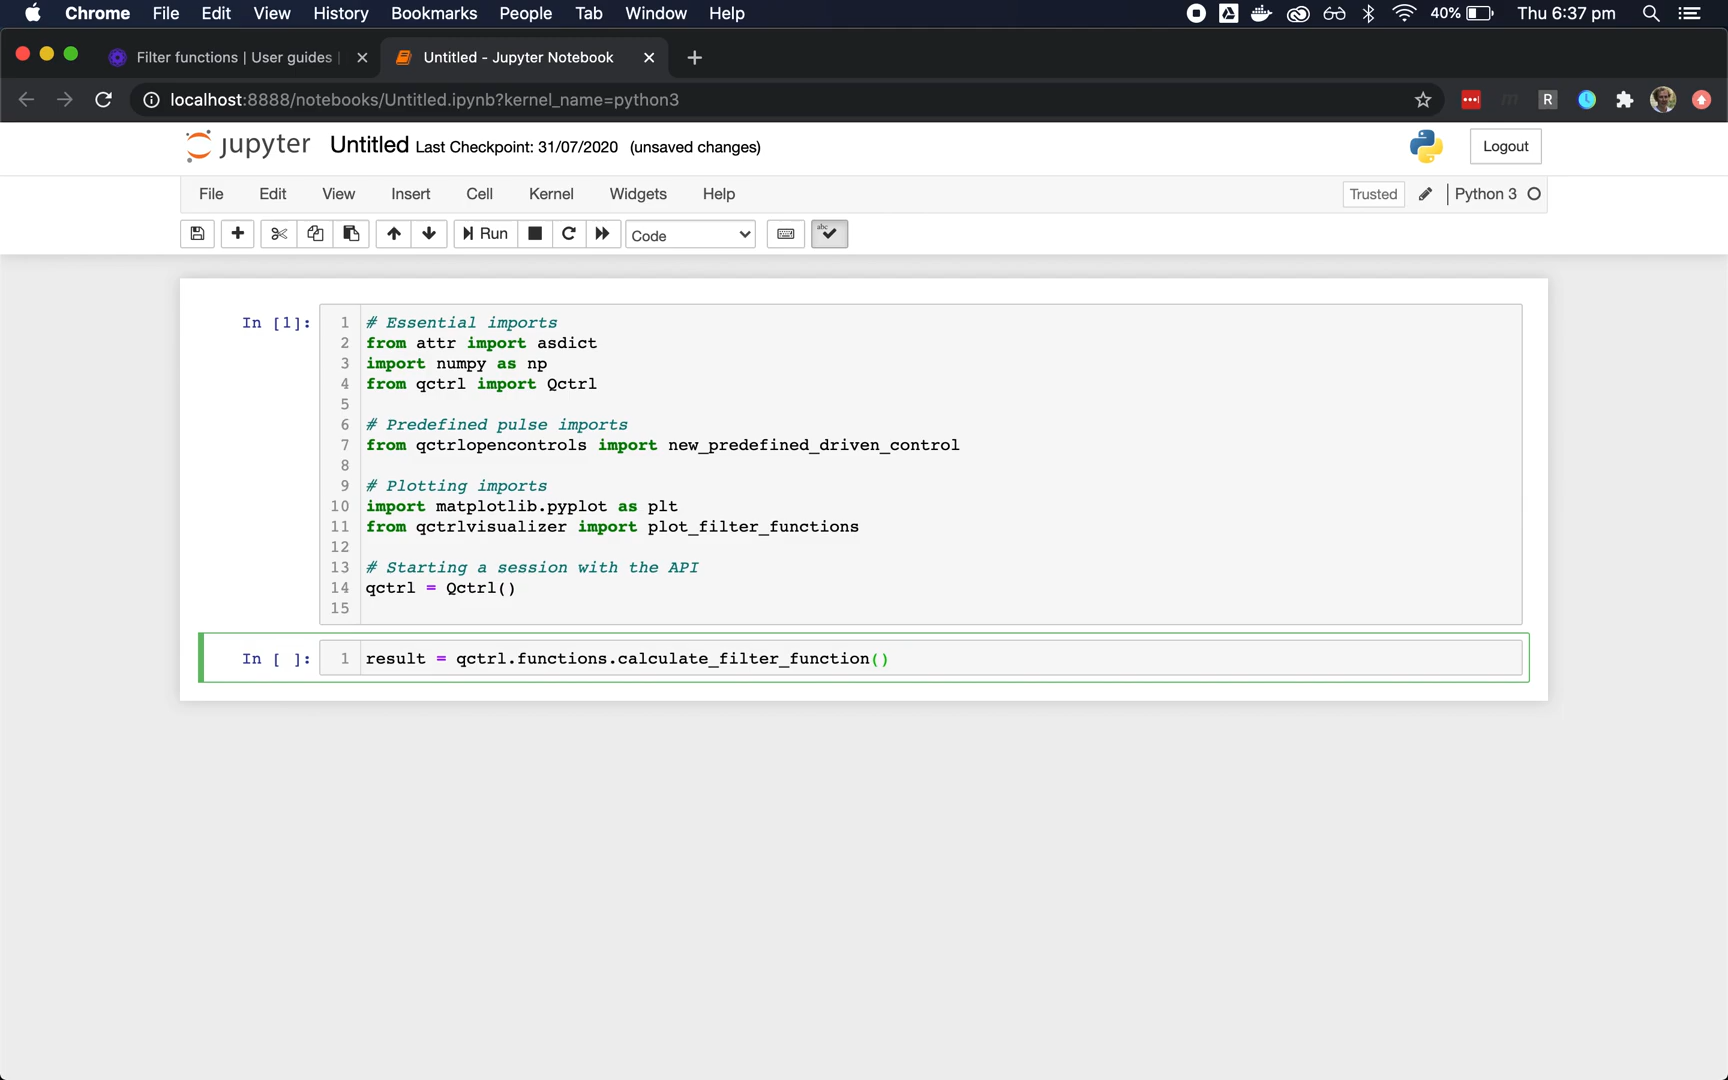 Chrome File Edit View History Bookmarks People Tab Window Help 40% Thu 6:37 pm
Filter functions | User guides | Untitled - Jupyter Notebook
localhost:8888/notebooks/Untitled.ipynb?kernel_name=python3 R
jupyter Untitled Last Checkpoint: 31/07/2020 (unsaved changes) Logout
File Edit View Insert Cell Kernel Widgets Help Trusted Python 3
Run Code abc
In [1]: 1 # Essential imports
2 from attr import asdict
3 import numpy as np
4 from qctrl import Qctrl
5
6 # Predefined pulse imports
7 from qctrlopencontrols import new_predefined_driven_control
8
9 # Plotting imports
10 import matplotlib.pyplot as plt
11 from qctrlvisualizer import plot_filter_functions
12
13 # Starting a session with the API
14 qctrl = Qctrl()
15
In [ ]: 1 result = qctrl.functions.calculate_filter_function()